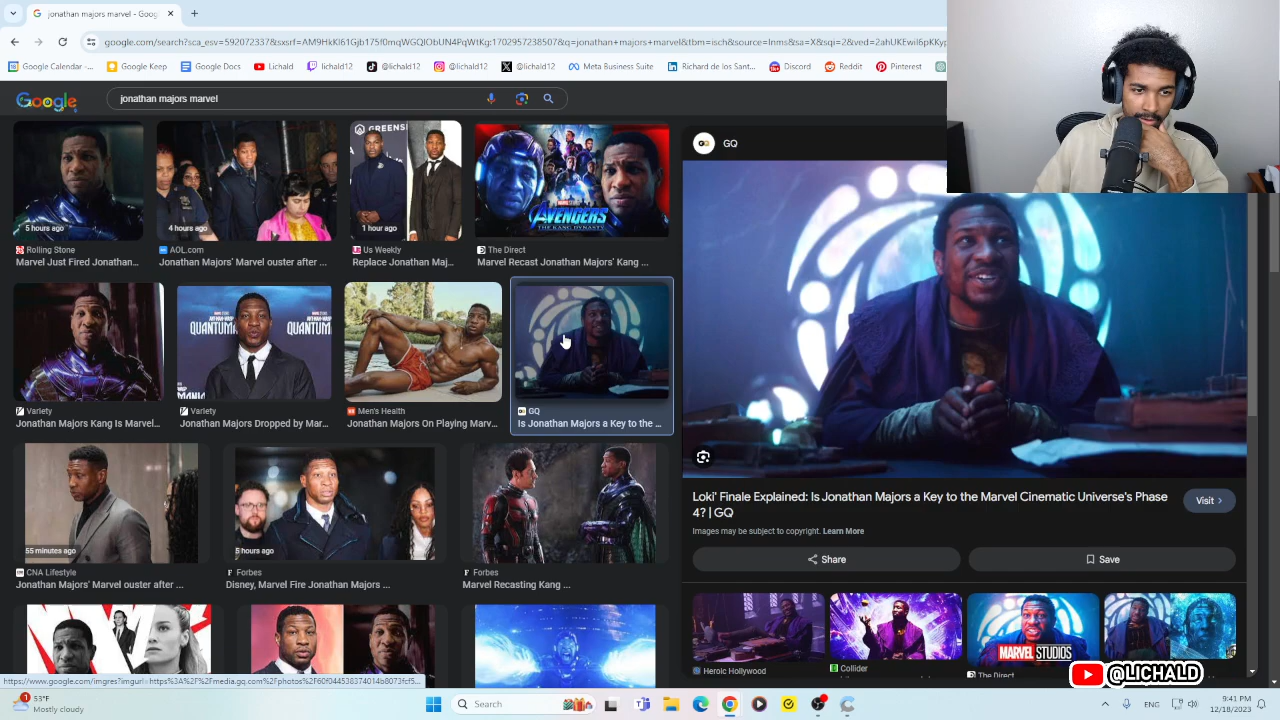 jonathan majors marvel - Goo
google.com/search?sca_esv=592072337&sxsrf=AM9HkKl61Gjb175f0mqWGQIObUNHPqWtKg:1702957238507&q=jonathan+majors+marvel&tbm=isch&source=lnms&sa=X&sqi=2&ved=2ahUKEwi
Google Calendar - ...
Google Keep
Google Docs
Lichald
lichald12
@lichald12
@lichald12
@lichald12
Meta Business Suite
Richard de los Sant...
Discord
Reddit
Pinterest
Google
jonathan majors marvel
GQ
5 hours ago
4 hours ago
GREENS
1 hour ago
AVENGERS
THE KANG DYNASTY
Rolling Stone
AOL.com
Us Weekly
The Direct
Marvel Just Fired Jonathan...
Jonathan Majors' Marvel ouster after ...
Replace Jonathan Maj...
Marvel Recast Jonathan Majors' Kang ...
QUANTUM
QUANTUM
Variety
Variety
Men's Health
GQ
Jonathan Majors Kang Is Marvel...
Jonathan Majors Dropped by Mar...
Jonathan Majors On Playing Marv...
Is Jonathan Majors a Key to the ...
Loki' Finale Explained: Is Jonathan Majors a Key to the Marvel Cinematic Universe's Phase
4? | GQ
Visit
Images may be subject to copyright. Learn More
Share
Save
55 minutes ago
5 hours ago
CNA Lifestyle
Forbes
Forbes
Jonathan Majors' Marvel ouster after ...
Disney, Marvel Fire Jonathan Majors ...
Marvel Recasting Kang ...
MARVEL STUDIOS
Heroic Hollywood
Collider
The Direct
@LICHALD
53°F
Mostly cloudy
Search
9:41 PM
12/18/2023